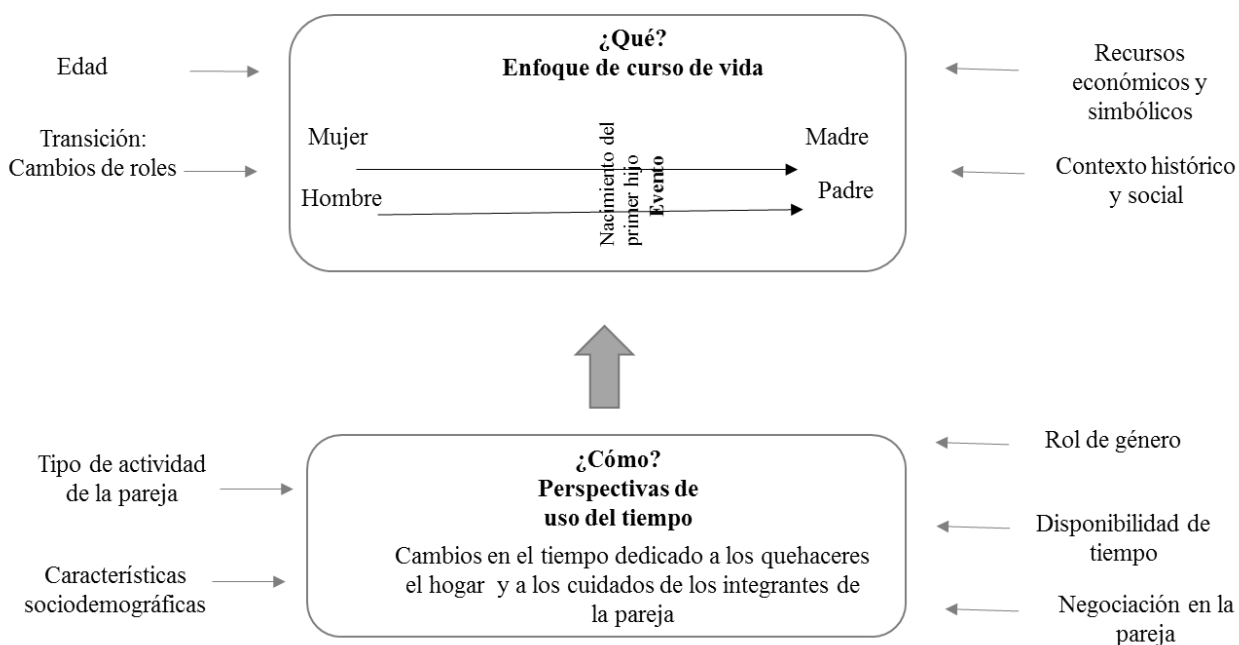 ¿Qué?
Enfoque de curso de vida
Edad
Transición:
Cambios de roles
Mujer
Hombre
Nacimiento del
primer hijo
Evento
Madre
Padre
Recursos
económicos y
simbólicos
Contexto histórico
y social
¿Cómo?
Perspectivas de
uso del tiempo
Cambios en el tiempo dedicado a los quehaceres
el hogar y a los cuidados de los integrantes de
la pareja
Tipo de actividad
de la pareja
Características
sociodemográficas
Rol de género
Disponibilidad de
tiempo
Negociación en la
pareja